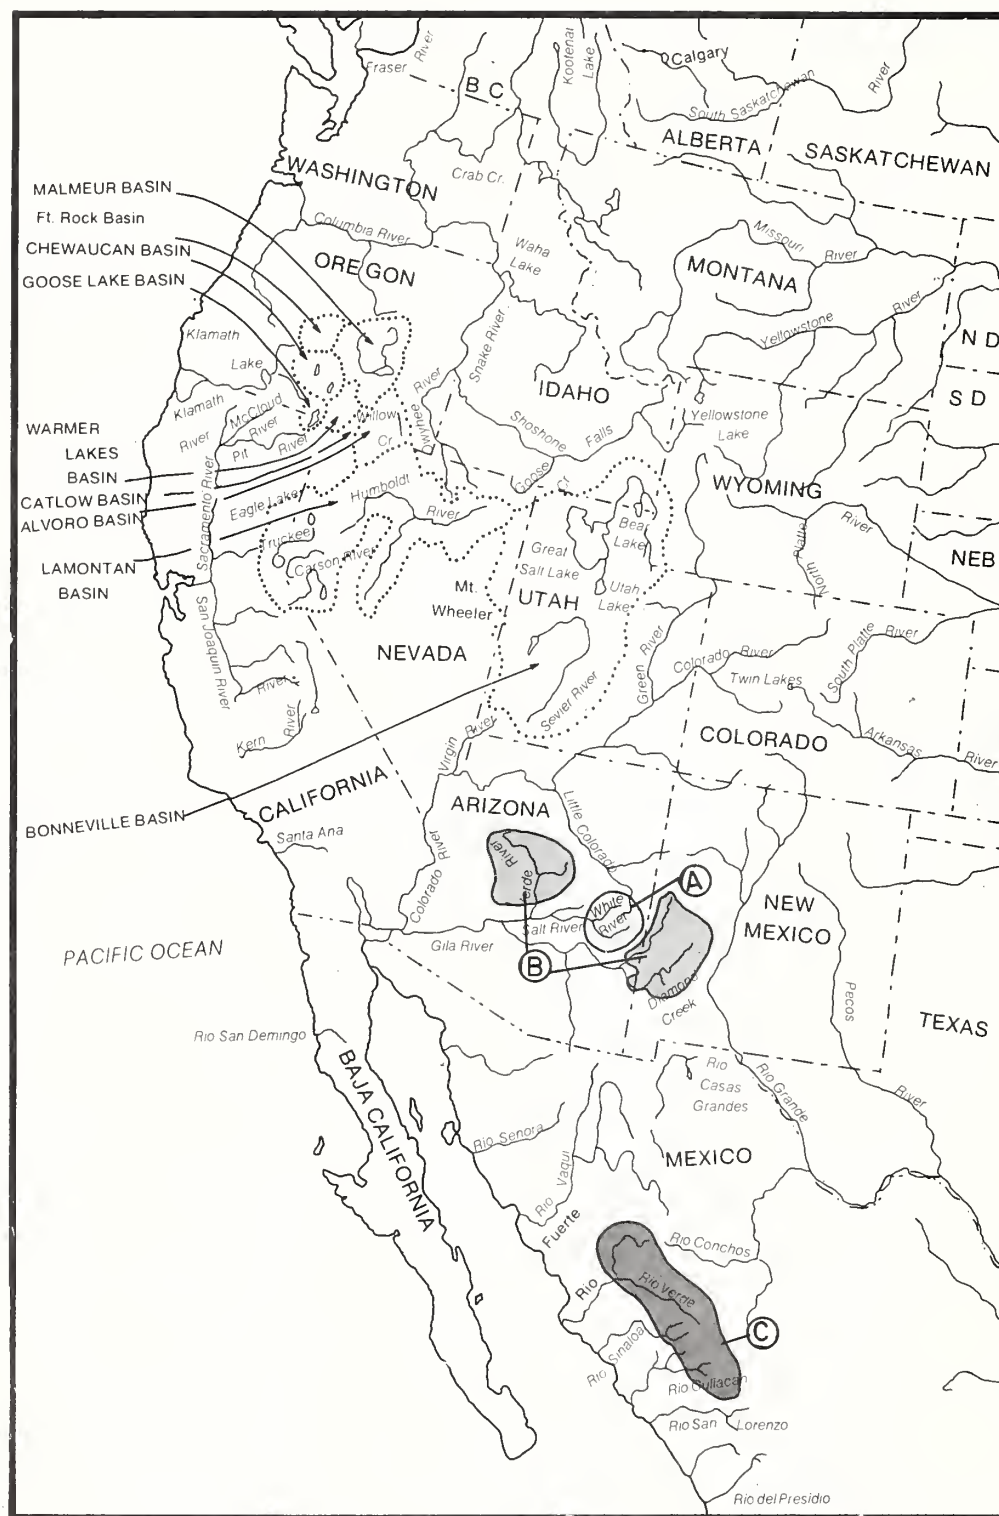 Fraser River
B C
Kootenai Lake
Calgary
South Saskatchewan River
ALBERTA
SASKATCHEWAN
WASHINGTON
Crab Cr.
MALMEUR BASIN
Ft. Rock Basin
CHEWAUCAN BASIN
GOOSE LAKE BASIN
Columbia River
OREGON
Waha Lake
Missouri River
MONTANA
Yellowstone River
N D
S D
Klamath Lake
Snake River
IDAHO
Klamath River
McCloud River
Pit River
Willow Cr
Owyhee River
Shoshone Falls
Yellowstone Lake
WARMER LAKES BASIN
CATLOW BASIN
ALVORO BASIN
LAMONTAN BASIN
Sacramento River
Eagle Lake
Humboldt River
Goose Cr.
WYOMING
North Platte River
NEB
Truckee
Carson River
Great Salt Lake
Bear Lake
Utah Lake
Mt. Wheeler
UTAH
San Joaquin River
River
NEVADA
Kern River
Sevier River
Green River
Colorado River
Twin Lakes
South Platte River
COLORADO
Arkansas River
Virgin River
BONNEVILLE BASIN
CALIFORNIA
Santa Ana
ARIZONA
Little Colorado
Colorado River
River Verde
A
White River
Salt River
Gila River
B
NEW MEXICO
Diamond Creek
Pecos River
TEXAS
PACIFIC OCEAN
Rio San Demingo
BAJA CALIFORNIA
Rio Casas Grandes
Rio Grande
Rio Senora
MEXICO
Rio Yaqui
Rio Fuerte
Rio Conchos
Rio Verde
C
Rio Sinaloa
Rio Culiacan
Rio San Lorenzo
Rio del Presidio